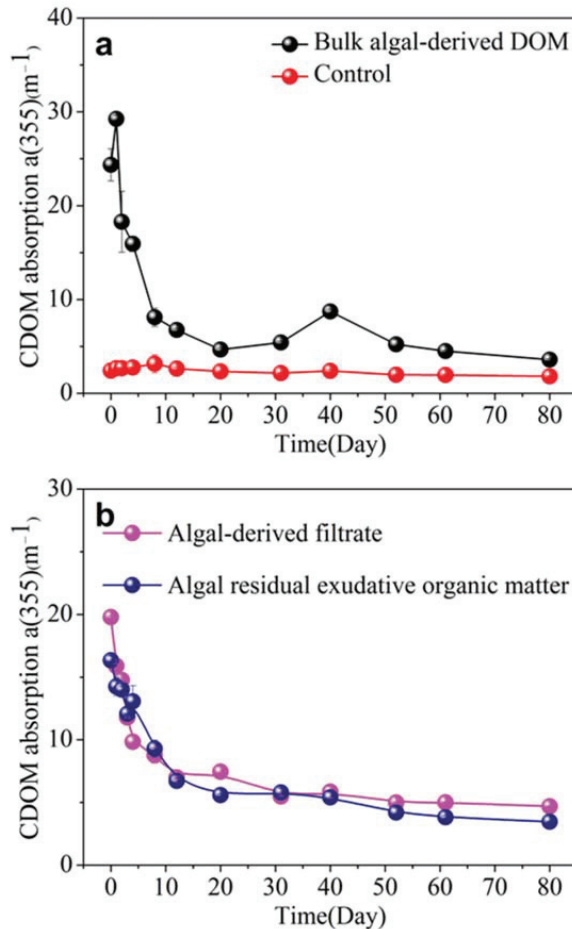 a
Bulk algal-derived DOM
Control
CDOM absorption a(355)(m⁻¹)
40
30
20
10
0
0 10 20 30 40 50 60 70 80
Time(Day)
b
Algal-derived filtrate
Algal residual exudative organic matter
CDOM absorption a(355)(m⁻¹)
30
20
10
0
0 10 20 30 40 50 60 70 80
Time(Day)